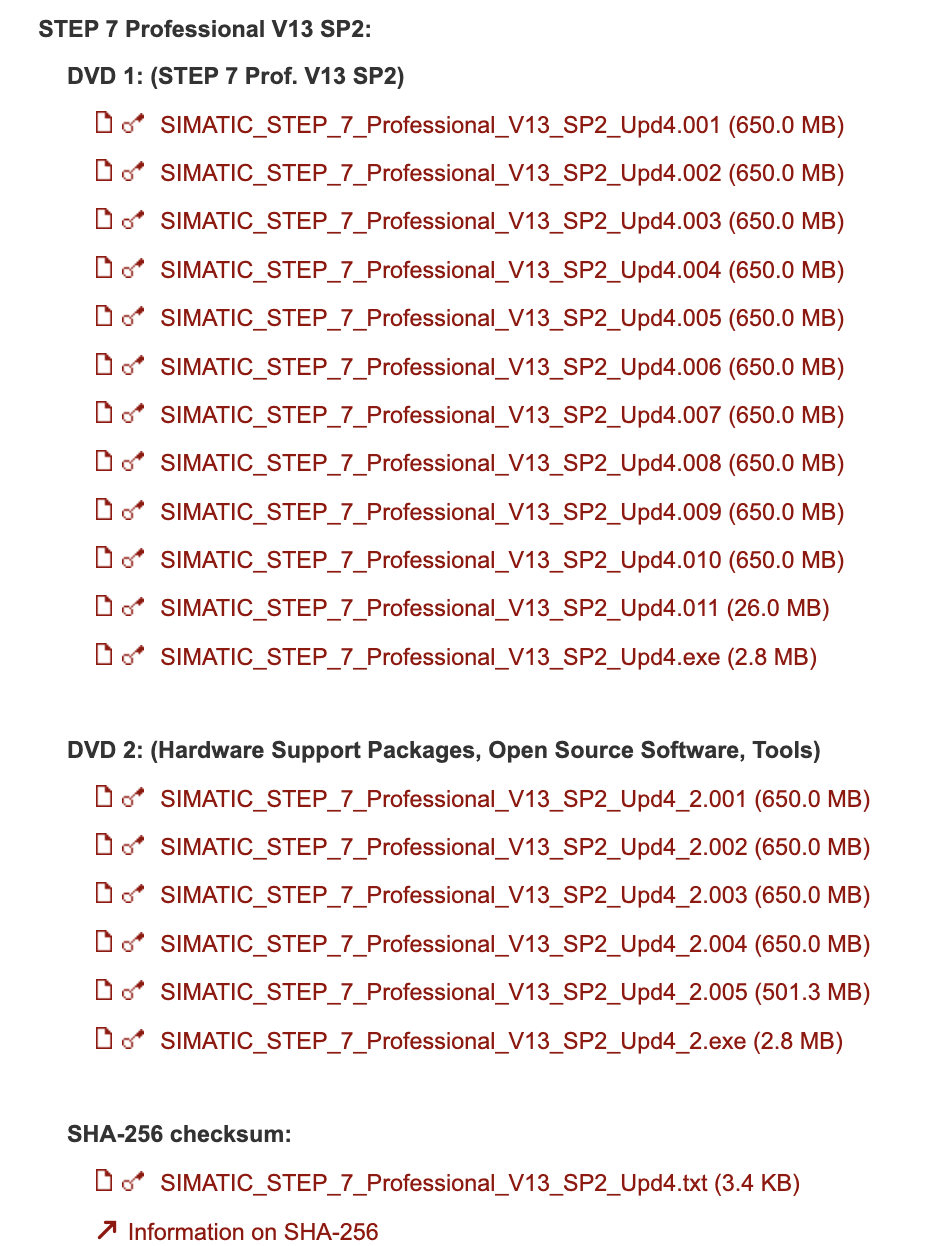 STEP 7 Professional V13 SP2:
DVD 1: (STEP 7 Prof. V13 SP2)
SIMATIC_STEP_7_Professional_V13_SP2_Upd4.001 (650.0 MB)
SIMATIC_STEP_7_Professional_V13_SP2_Upd4.002 (650.0 MB)
SIMATIC_STEP_7_Professional_V13_SP2_Upd4.003 (650.0 MB)
SIMATIC_STEP_7_Professional_V13_SP2_Upd4.004 (650.0 MB)
SIMATIC_STEP_7_Professional_V13_SP2_Upd4.005 (650.0 MB)
SIMATIC_STEP_7_Professional_V13_SP2_Upd4.006 (650.0 MB)
SIMATIC_STEP_7_Professional_V13_SP2_Upd4.007 (650.0 MB)
SIMATIC_STEP_7_Professional_V13_SP2_Upd4.008 (650.0 MB)
SIMATIC_STEP_7_Professional_V13_SP2_Upd4.009 (650.0 MB)
SIMATIC_STEP_7_Professional_V13_SP2_Upd4.010 (650.0 MB)
SIMATIC_STEP_7_Professional_V13_SP2_Upd4.011 (26.0 MB)
SIMATIC_STEP_7_Professional_V13_SP2_Upd4.exe (2.8 MB)
DVD 2: (Hardware Support Packages, Open Source Software, Tools)
SIMATIC_STEP_7_Professional_V13_SP2_Upd4_2.001 (650.0 MB)
SIMATIC_STEP_7_Professional_V13_SP2_Upd4_2.002 (650.0 MB)
SIMATIC_STEP_7_Professional_V13_SP2_Upd4_2.003 (650.0 MB)
SIMATIC_STEP_7_Professional_V13_SP2_Upd4_2.004 (650.0 MB)
SIMATIC_STEP_7_Professional_V13_SP2_Upd4_2.005 (501.3 MB)
SIMATIC_STEP_7_Professional_V13_SP2_Upd4_2.exe (2.8 MB)
SHA-256 checksum:
SIMATIC_STEP_7_Professional_V13_SP2_Upd4.txt (3.4 KB)
Information on SHA-256